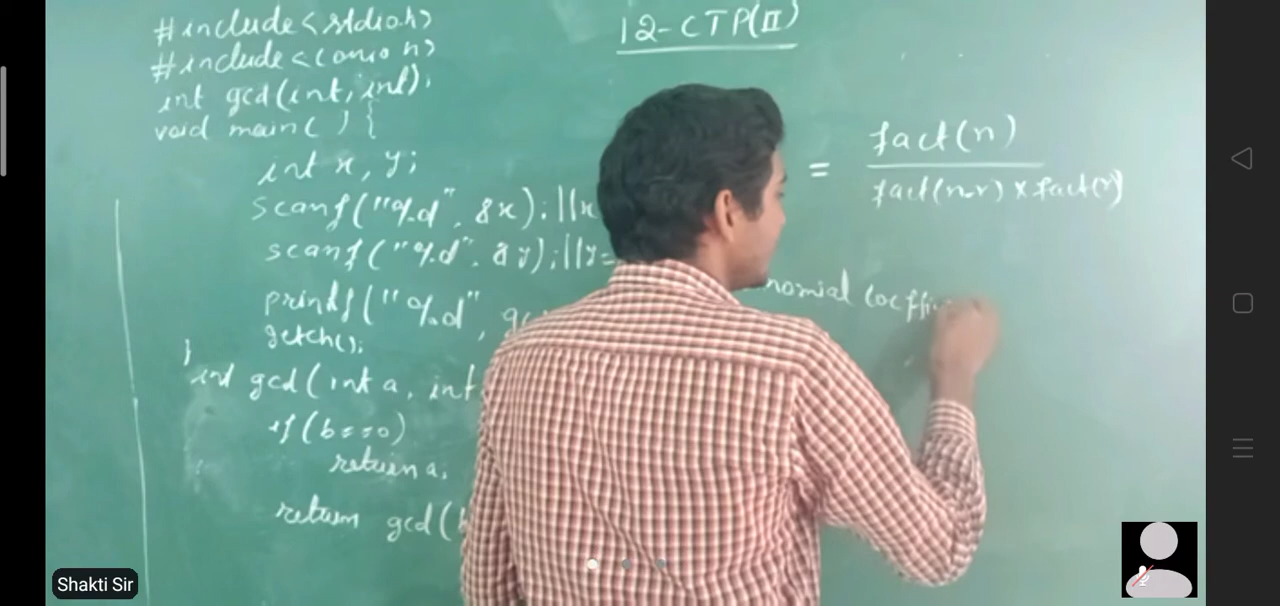 #include<stdio.h>
#include<conio.h>
int gcd(int, int);
void main( ) {
int x, y;
scanf("%d", &x); ||x
scanf("%d", &y); ||y=
printf("%d", gc
getch();
}
int gcd( int a, int
if(b==0)
return a,
return gcd(
12-CTP(II)
= fact(n)
fact(n-r) x fact(r)
nomial coeffi
Shakti Sir